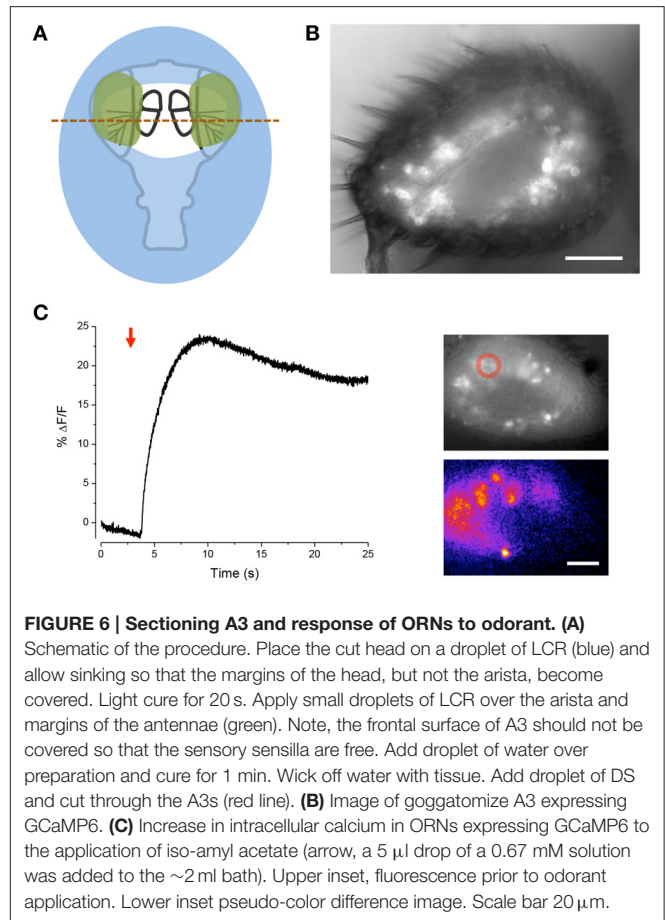 A
B
C
25
20
15
10
5
0
% ΔF/F
0 5 10 15 20 25
Time (s)
FIGURE 6 | Sectioning A3 and response of ORNs to odorant. (A)
Schematic of the procedure. Place the cut head on a droplet of LCR (blue) and
allow sinking so that the margins of the head, but not the arista, become
covered. Light cure for 20 s. Apply small droplets of LCR over the arista and
margins of the antennae (green). Note, the frontal surface of A3 should not be
covered so that the sensory sensilla are free. Add droplet of water over
preparation and cure for 1 min. Wick off water with tissue. Add droplet of DS
and cut through the A3s (red line). (B) Image of goggatomize A3 expressing
GCaMP6. (C) Increase in intracellular calcium in ORNs expressing GCaMP6 to
the application of iso-amyl acetate (arrow, a 5 μl drop of a 0.67 mM solution
was added to the ∼2 ml bath). Upper inset, fluorescence prior to odorant
application. Lower inset pseudo-color difference image. Scale bar 20 μm.